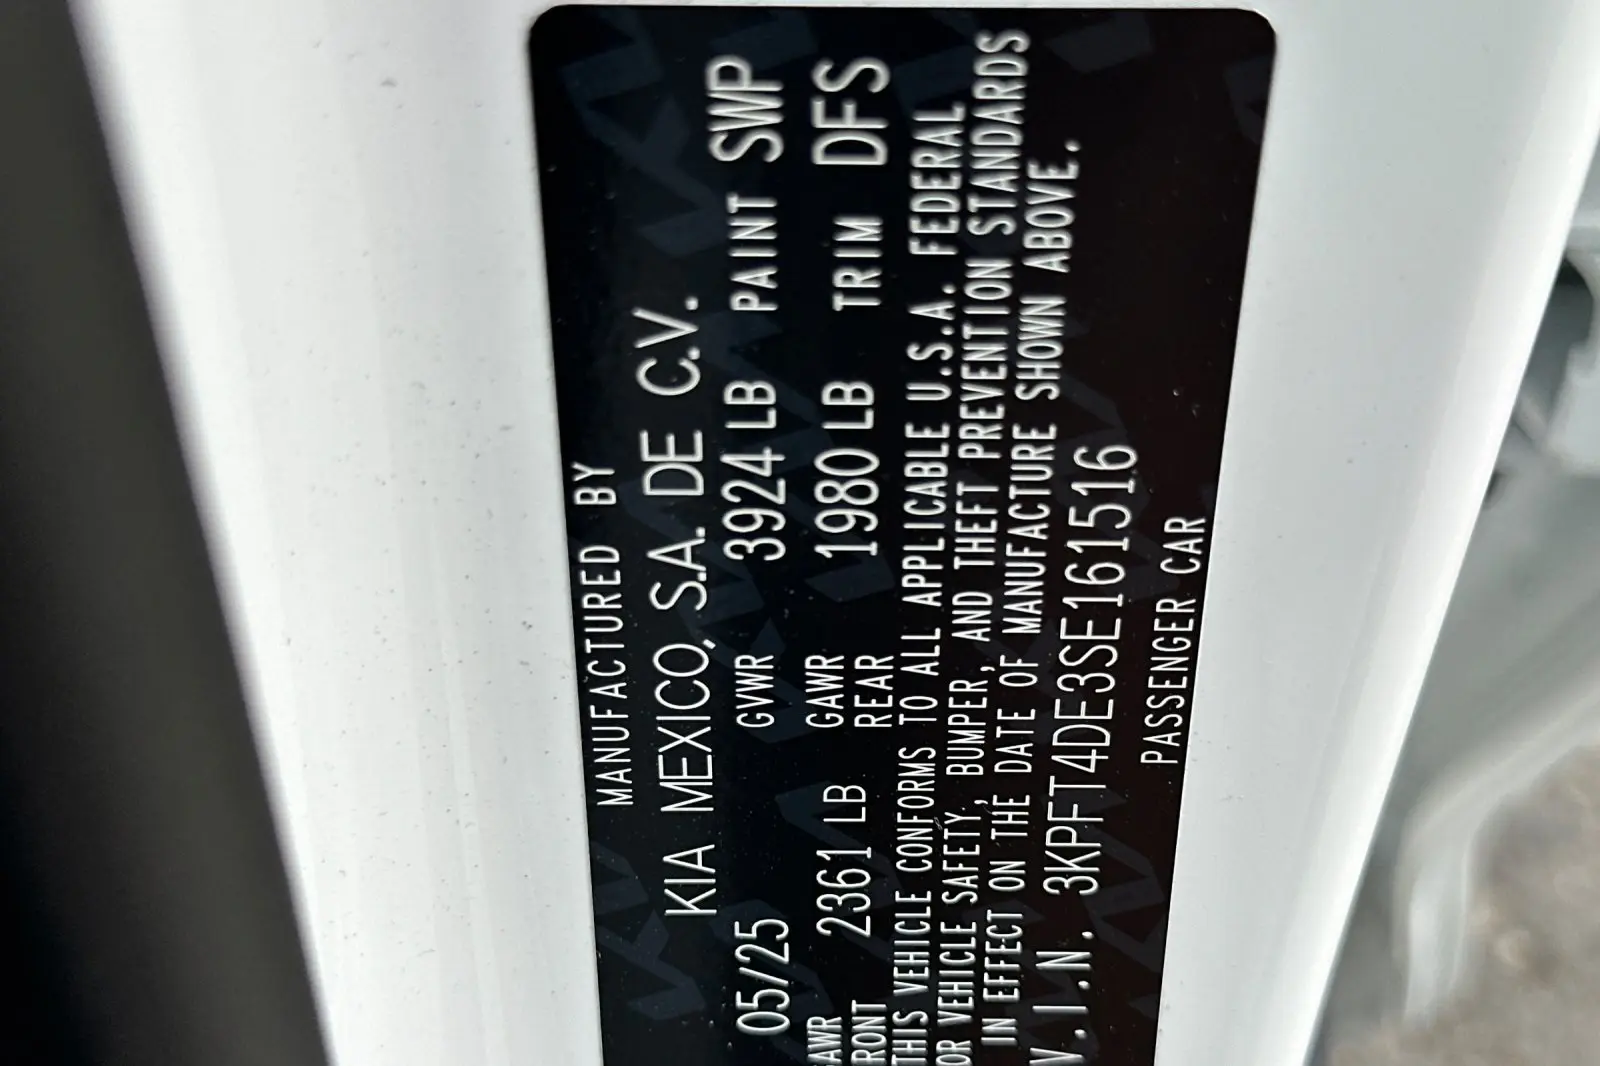 MANUFACTURED BY
KIA MEXICO, S.A. DE C.V.
05/25 GVWR 3924 LB PAINT SWP
GAWR FRONT 2361 LB GAWR REAR 1980 LB TRIM DFS
THIS VEHICLE CONFORMS TO ALL APPLICABLE U.S.A. FEDERAL
OR VEHICLE SAFETY, BUMPER, AND THEFT PREVENTION STANDARDS
IN EFFECT ON THE DATE OF MANUFACTURE SHOWN ABOVE.
V.I.N. 3KPFT4DE3SE161516
PASSENGER CAR